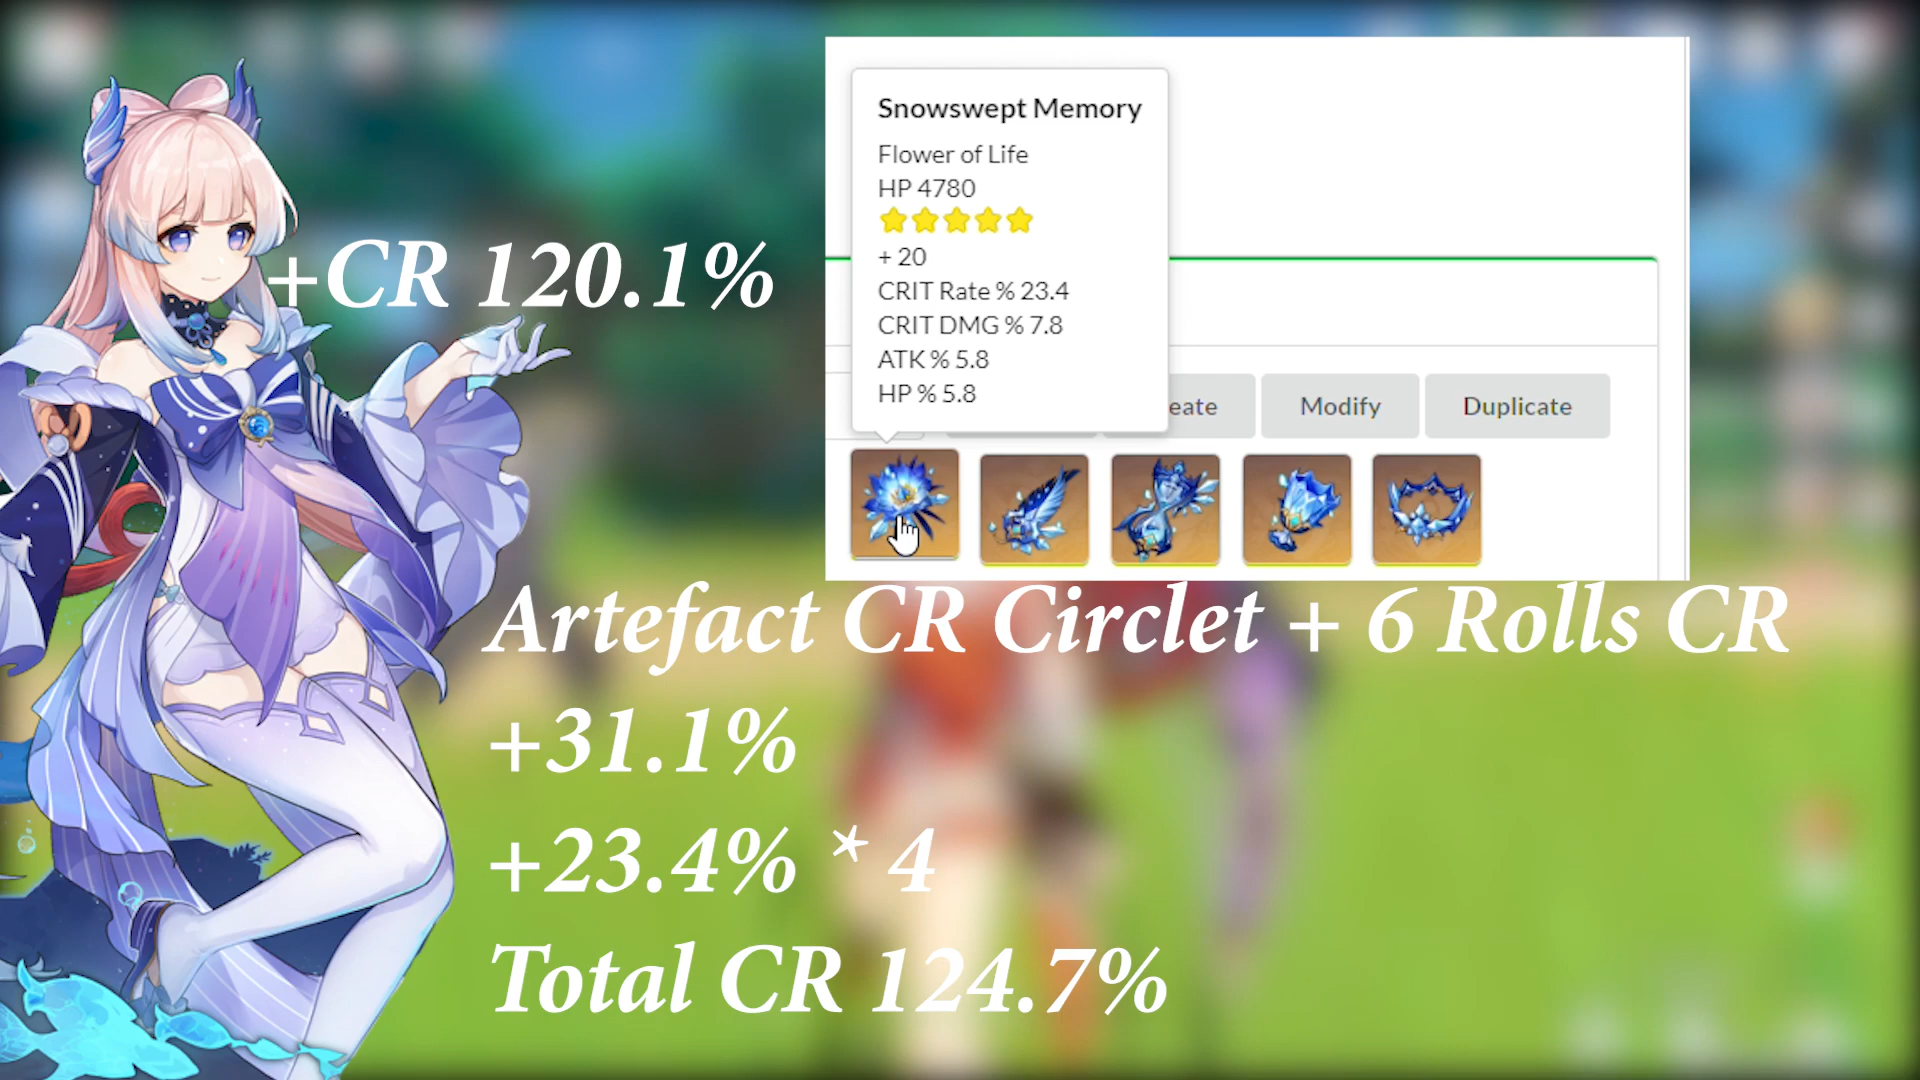 +CR 120.1%
Snowswept Memory
Flower of Life
HP 4780
+ 20
CRIT Rate % 23.4
CRIT DMG % 7.8
ATK % 5.8
HP % 5.8
eate
Modify
Duplicate
Artefact CR Circlet + 6 Rolls CR
+31.1%
+23.4% * 4
Total CR 124.7%